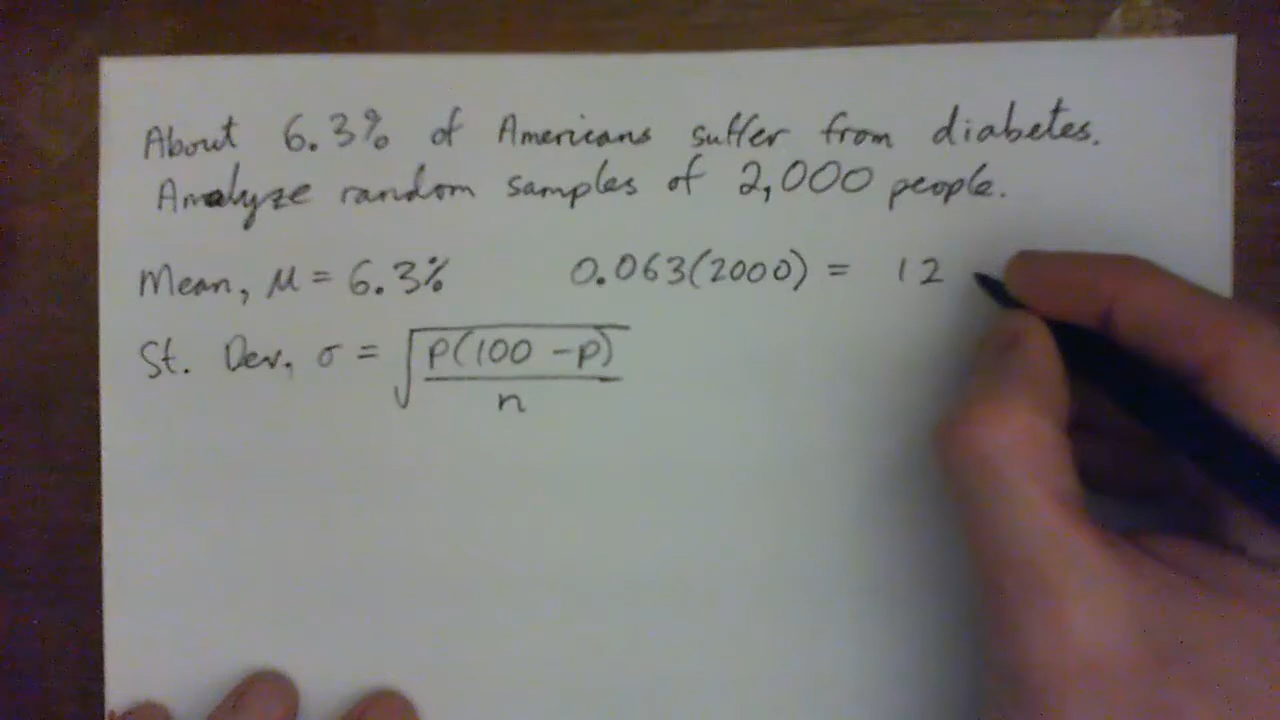 About 6.3% of Americans suffer from diabetes.
Analyze random samples of 2,000 people.
Mean, μ = 6.3% 0.063(2000) = 12
St. Dev, σ = √(p(100 - p)/n)